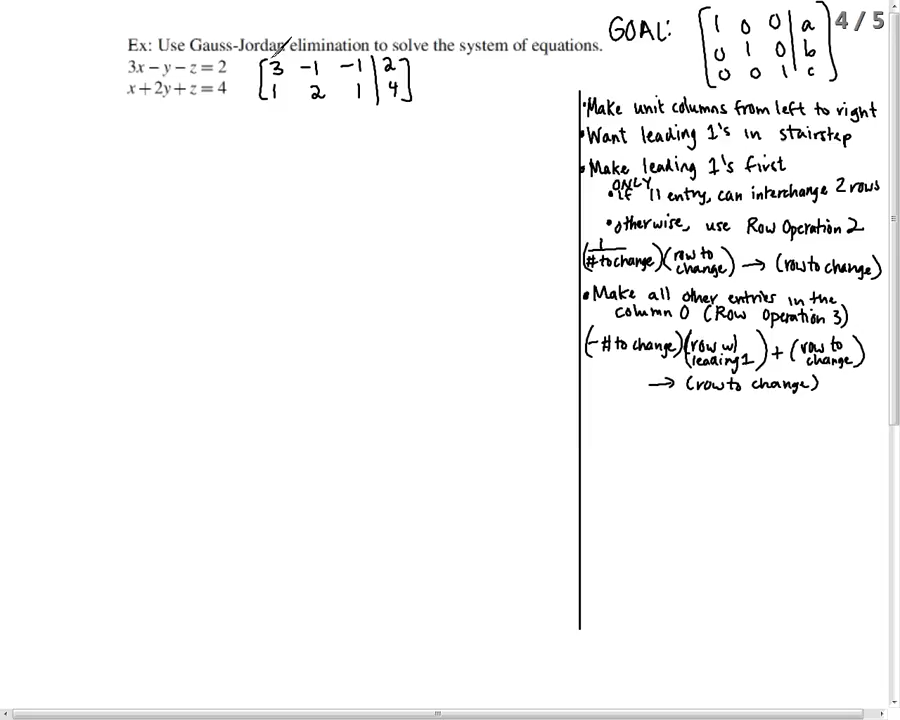 Ex: Use Gauss-Jordan elimination to solve the system of equations.
3x − y − z = 2
x + 2y + z = 4
[3 -1 -1 | 2
1 2 1 | 4]
GOAL:
[1 0 0 | a
0 1 0 | b
0 0 1 | c]
4 / 5
•Make unit columns from left to right
•Want leading 1's in stairstep
•Make leading 1's first
ONLY
•If 1 entry, can interchange 2 rows
•otherwise, use Row Operation 2
(1/# to change)(row to change) → (row to change)
•Make all other entries in the
column 0 (Row Operation 3)
(-# to change)(row w/ leading 1) + (row to change)
→ (row to change)